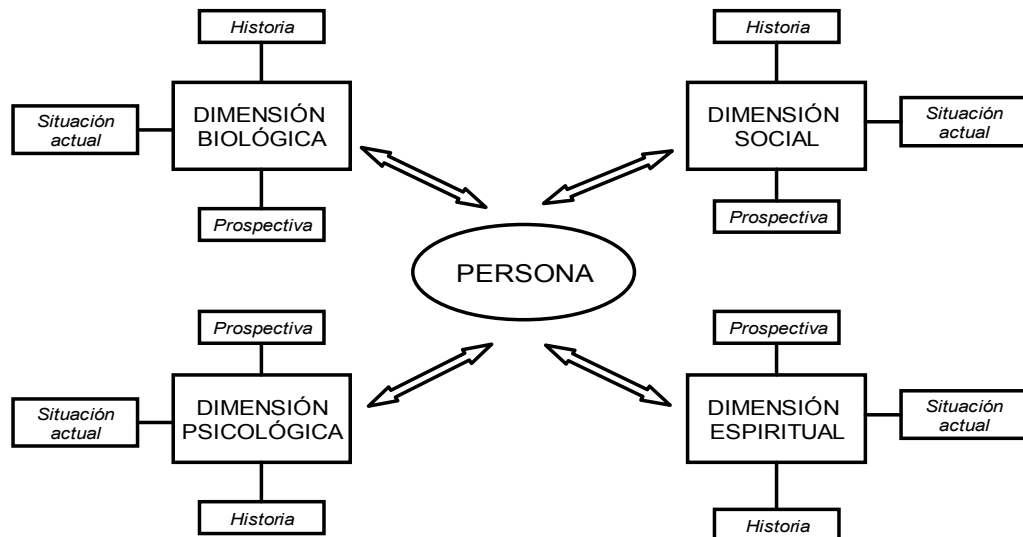 Historia
Historia
DIMENSIÓN
BIOLÓGICA
Situación
actual
DIMENSIÓN
SOCIAL
Situación
actual
Prospectiva
Prospectiva
PERSONA
Prospectiva
Prospectiva
Situación
actual
DIMENSIÓN
PSICOLÓGICA
DIMENSIÓN
ESPIRITUAL
Situación
actual
Historia
Historia